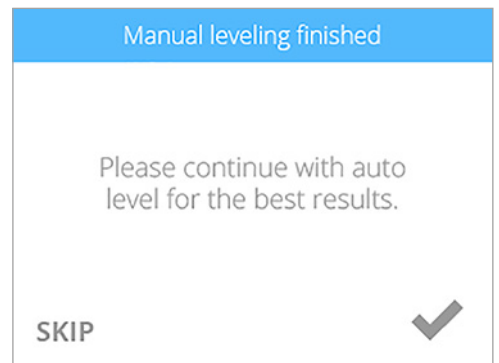 Manual leveling finished
Please continue with auto
level for the best results.
SKIP